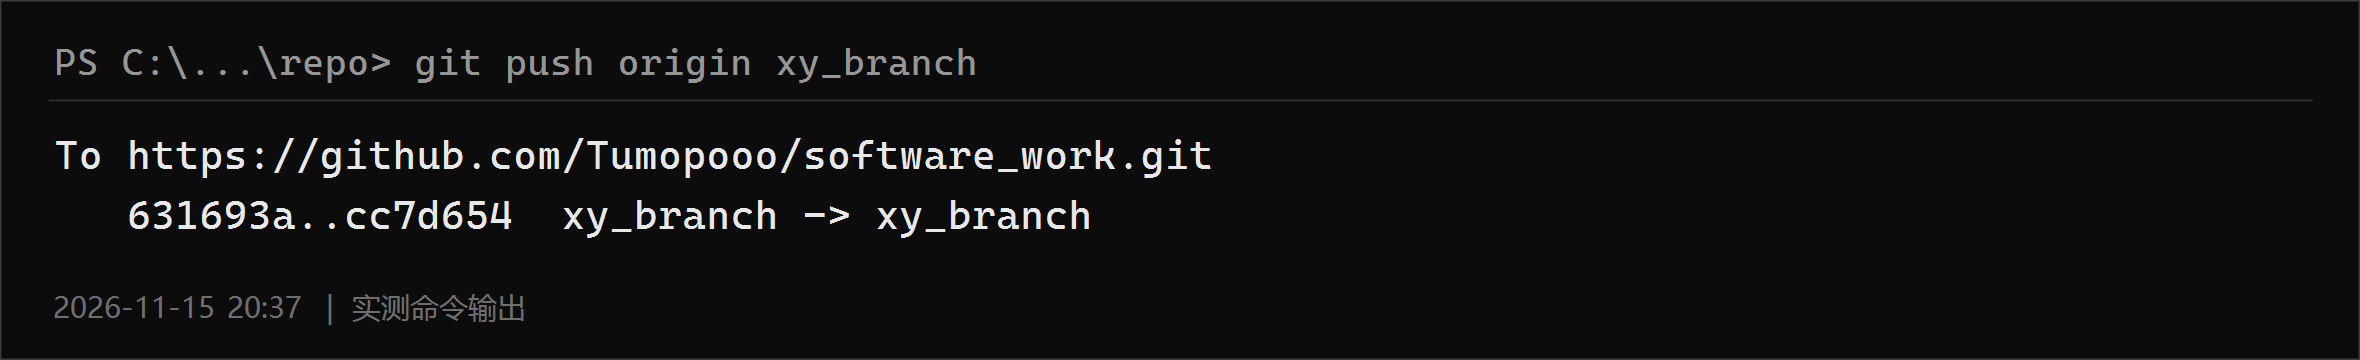 PS C:\...\repo> git push origin xy_branch
To https://github.com/Tumopooo/software_work.git
   631693a..cc7d654  xy_branch -> xy_branch
2026-11-15 20:37 | 实测命令输出